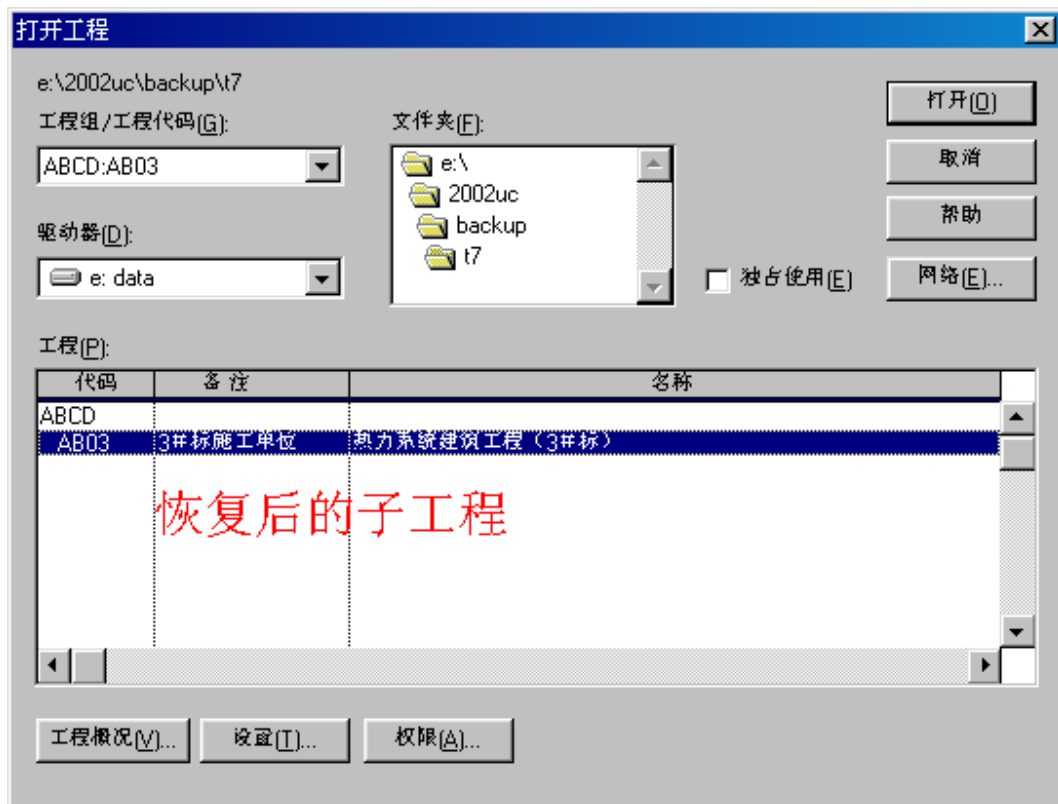 打开工程
e:\2002uc\backup\t7
工程组/工程代码(G):
文件夹(F):
打开(O)
ABCD:AB03
e:\
2002uc
backup
t7
取消
帮助
驱动器(D):
e: data
独占使用(E)
网络(E)...
工程(P):
代码 备注 名称
ABCD
AB03 3#标施工单位 热力系统建筑工程（3#标）
恢复后的子工程
工程概况(V)... 设置(T)... 权限(A)...